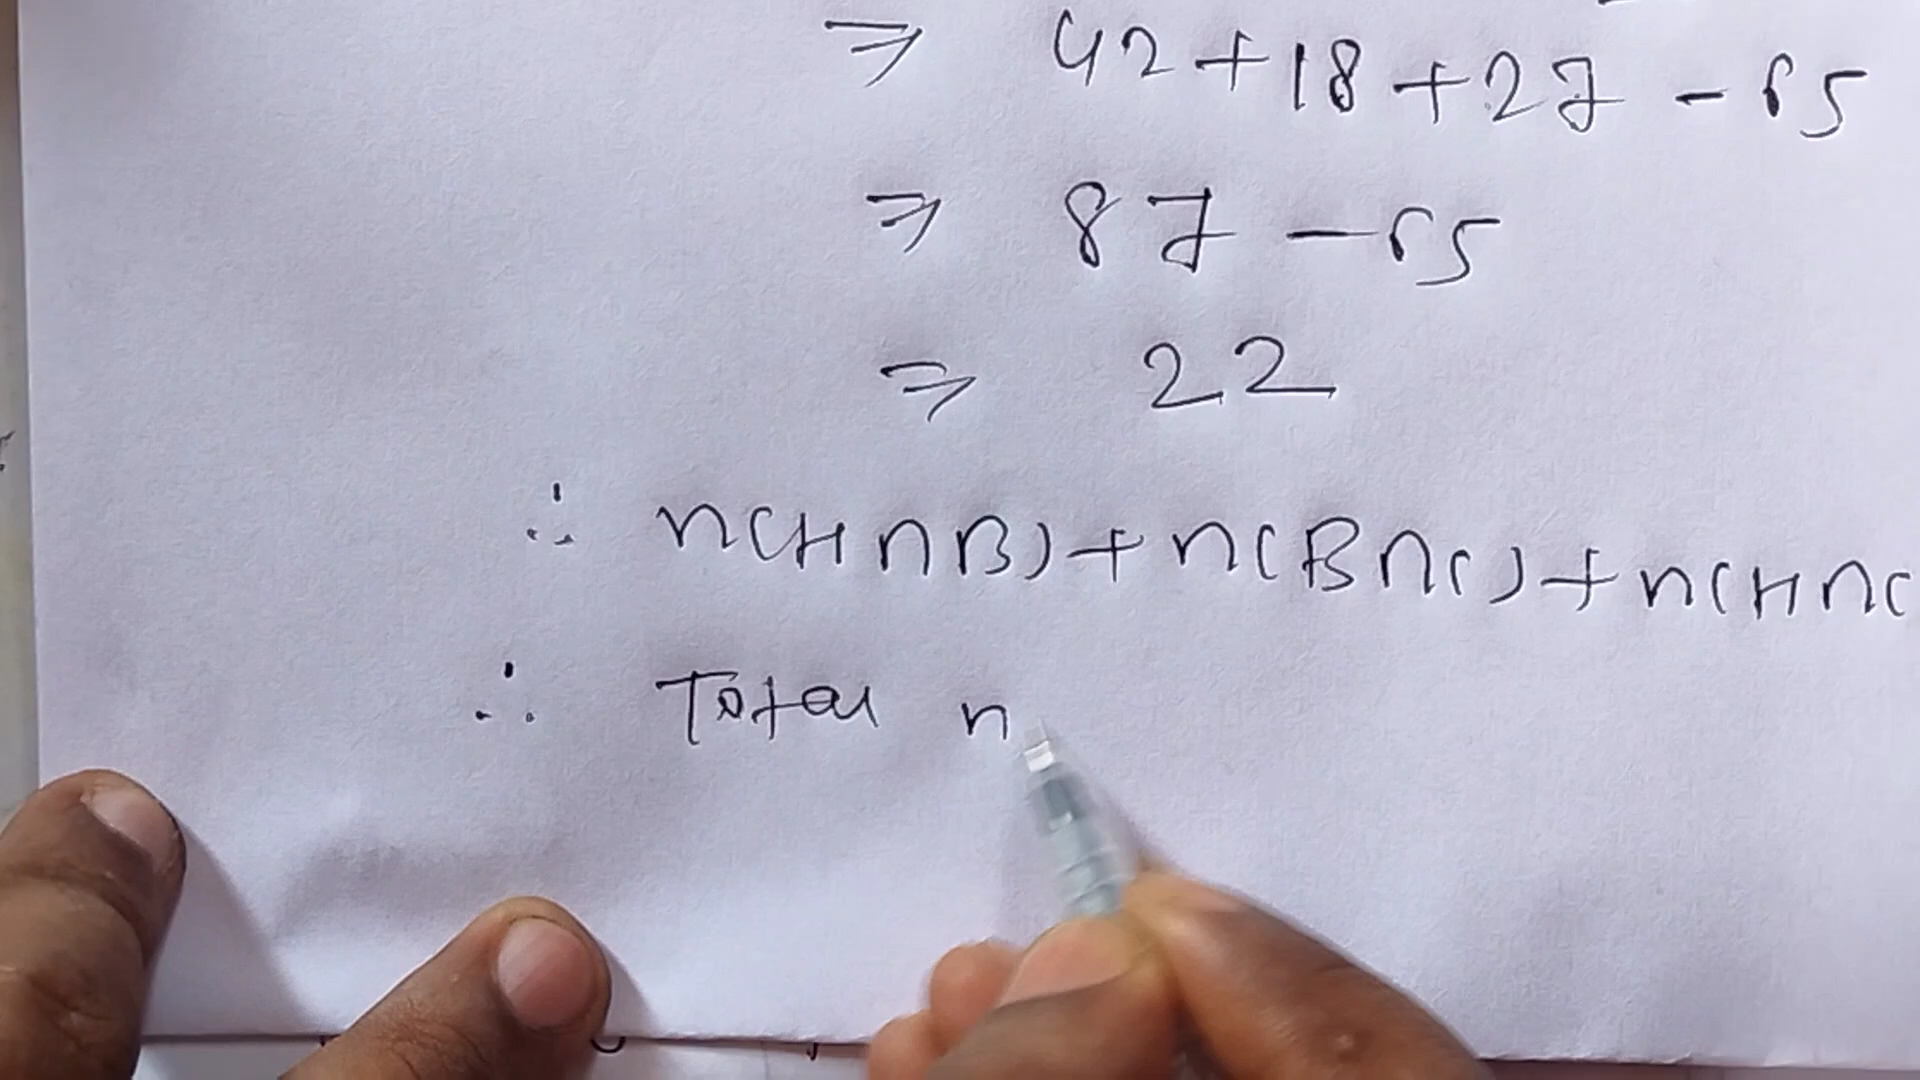 ⇒ 42 + 18 + 27 - 65
⇒ 87 - 65
⇒ 22
∴ n(H∩B) + n(B∩C) + n(H∩C
∴ Total n